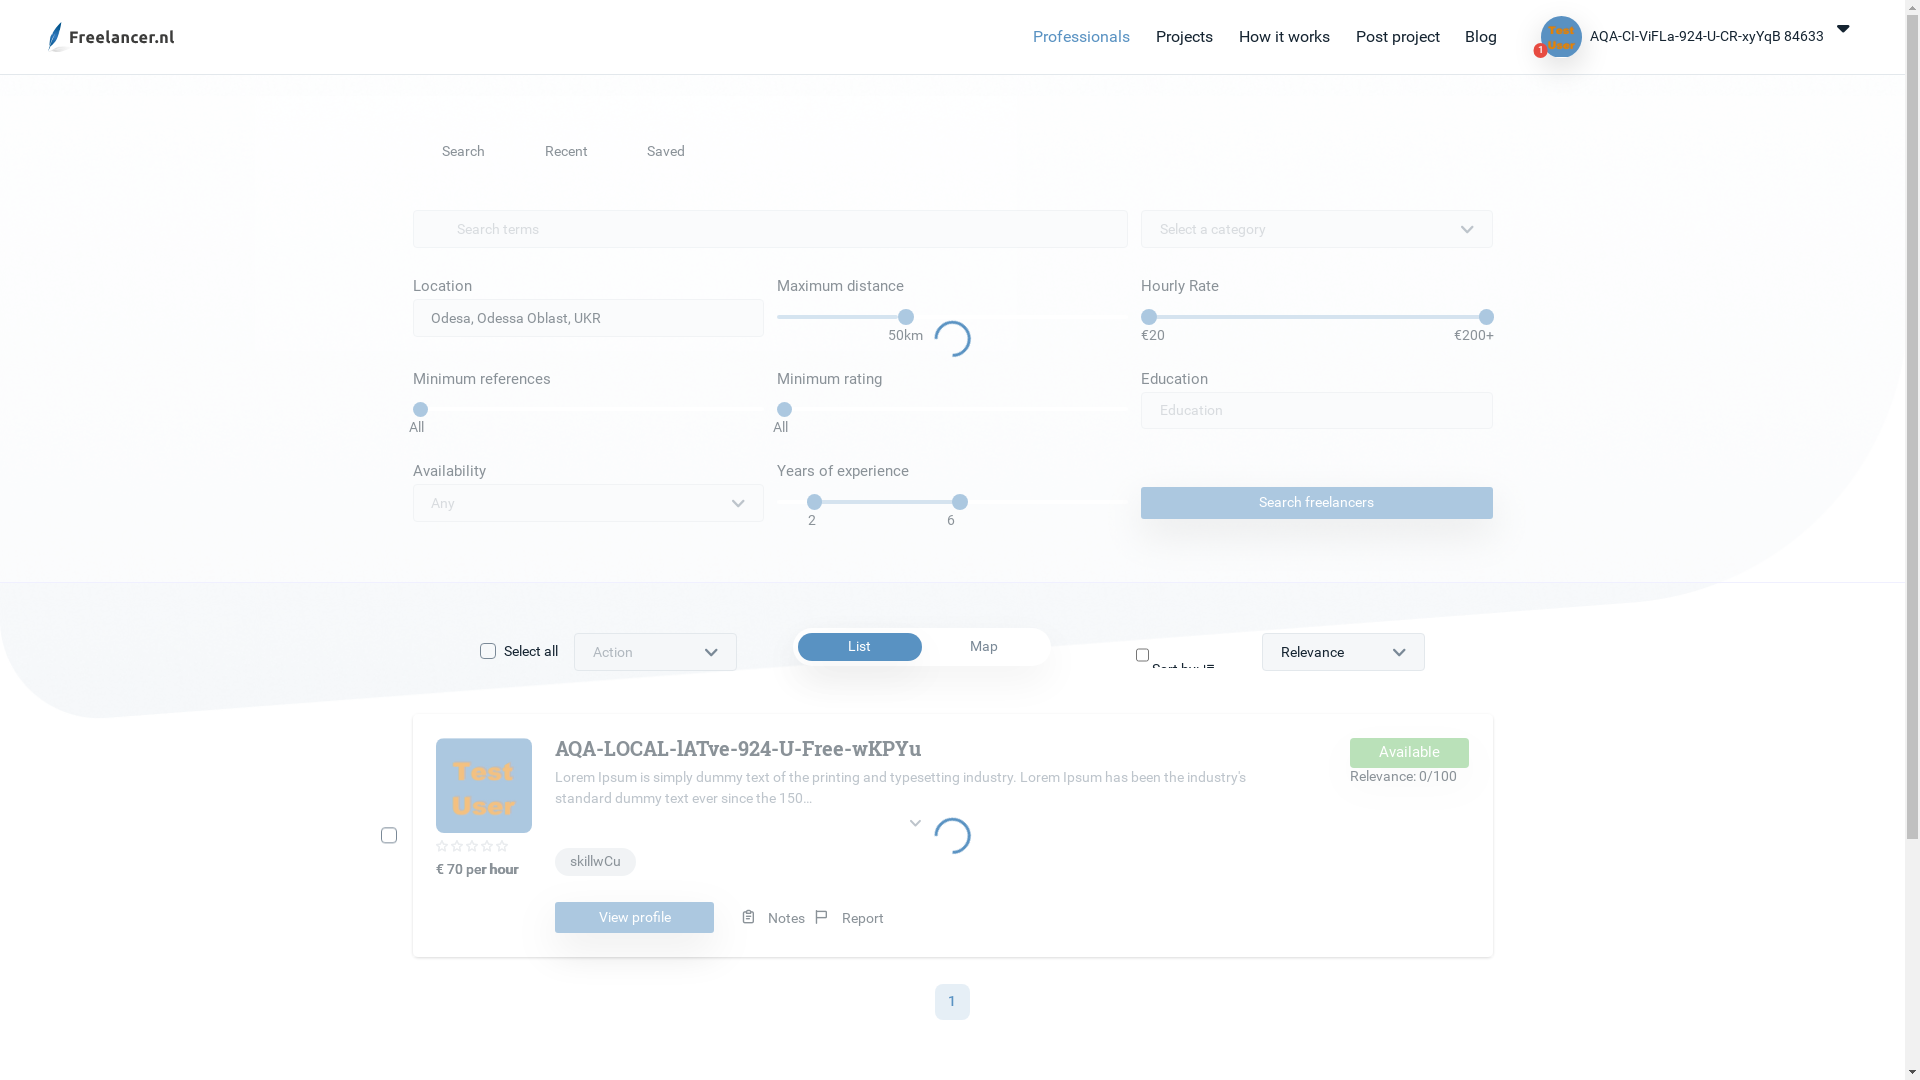 Freelancer.nl
Professionals Projects How it works Post project Blog
Test User
1
AQA-CI-ViFLa-924-U-CR-xyYqB 84633
Search Recent Saved
Search terms
Select a category
Location Maximum distance Hourly Rate
Odesa, Odessa Oblast, UKR
50km €20 €200+
Minimum references Minimum rating Education
Education
All All
Availability Years of experience
Any
2 6
Search freelancers
Select all Action List Map Sort by: Relevance
AQA-LOCAL-lATve-924-U-Free-wKPYu
Available
Test
User
Lorem Ipsum is simply dummy text of the printing and typesetting industry. Lorem Ipsum has been the industry's
standard dummy text ever since the 150...
Relevance: 0/100
€ 70 per hour
skillwCu
View profile Notes Report
1